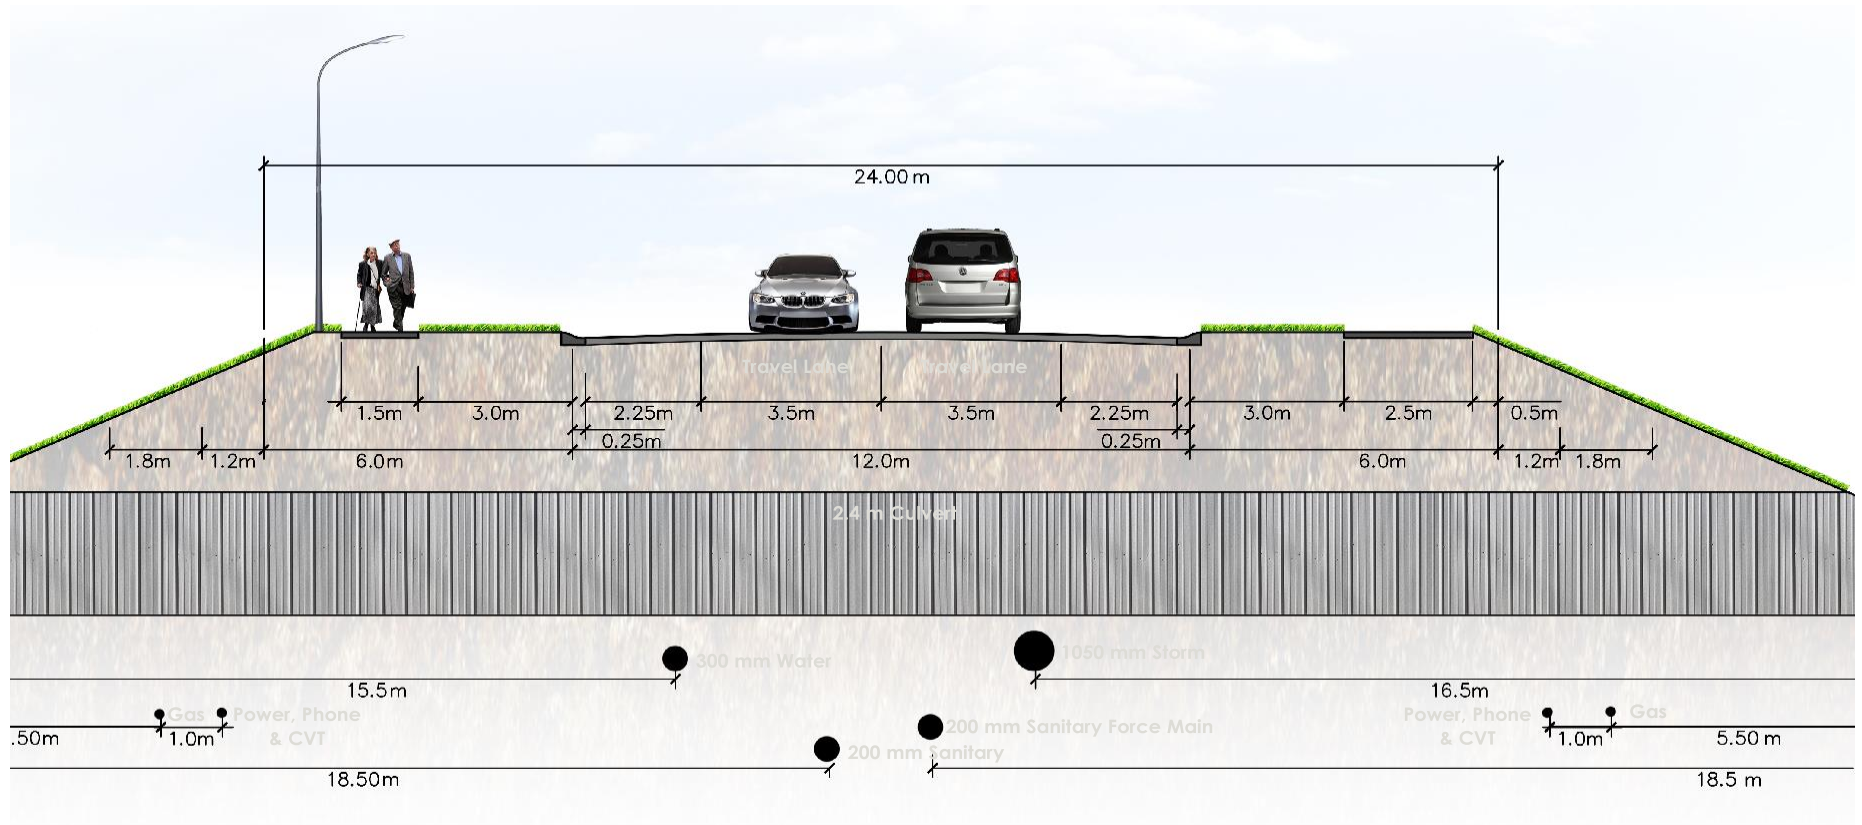 24.00 m
Travel Lane
Travel Lane
1.5m
3.0m
2.25m
3.5m
3.5m
2.25m
3.0m
2.5m
0.5m
0.25m
0.25m
1.8m
1.2m
6.0m
12.0m
6.0m
1.2m
1.8m
2.4 m Culvert
300 mm Water
1050 mm Storm
15.5m
16.5m
Gas
Power, Phone
& CVT
Power, Phone
& CVT
Gas
.50m
1.0m
200 mm Sanitary Force Main
1.0m
5.50 m
200 mm Sanitary
18.50m
18.5 m